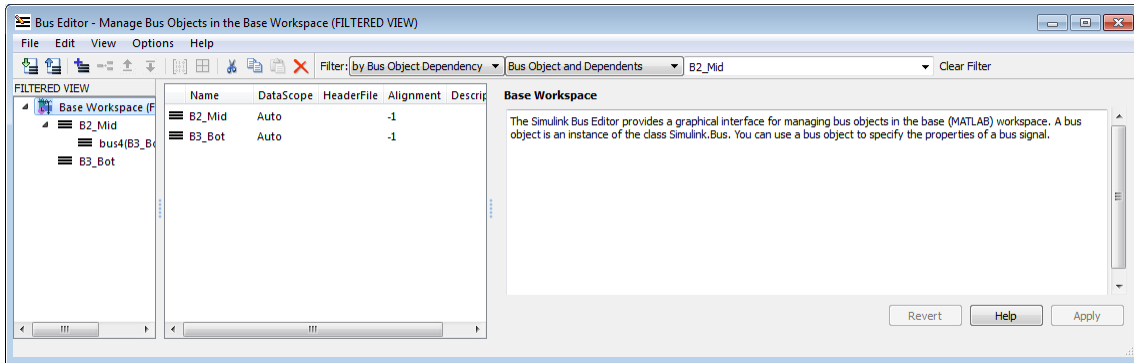 Bus Editor - Manage Bus Objects in the Base Workspace (FILTERED VIEW)
File Edit View Options Help
Filter: by Bus Object Dependency Bus Object and Dependents B2_Mid Clear Filter
FILTERED VIEW
Base Workspace (F
B2_Mid
bus4(B3_Bo
B3_Bot
Name DataScope HeaderFile Alignment Descrip
B2_Mid Auto -1
B3_Bot Auto -1
Base Workspace
The Simulink Bus Editor provides a graphical interface for managing bus objects in the base (MATLAB) workspace. A bus
object is an instance of the class Simulink.Bus. You can use a bus object to specify the properties of a bus signal.
Revert Help Apply